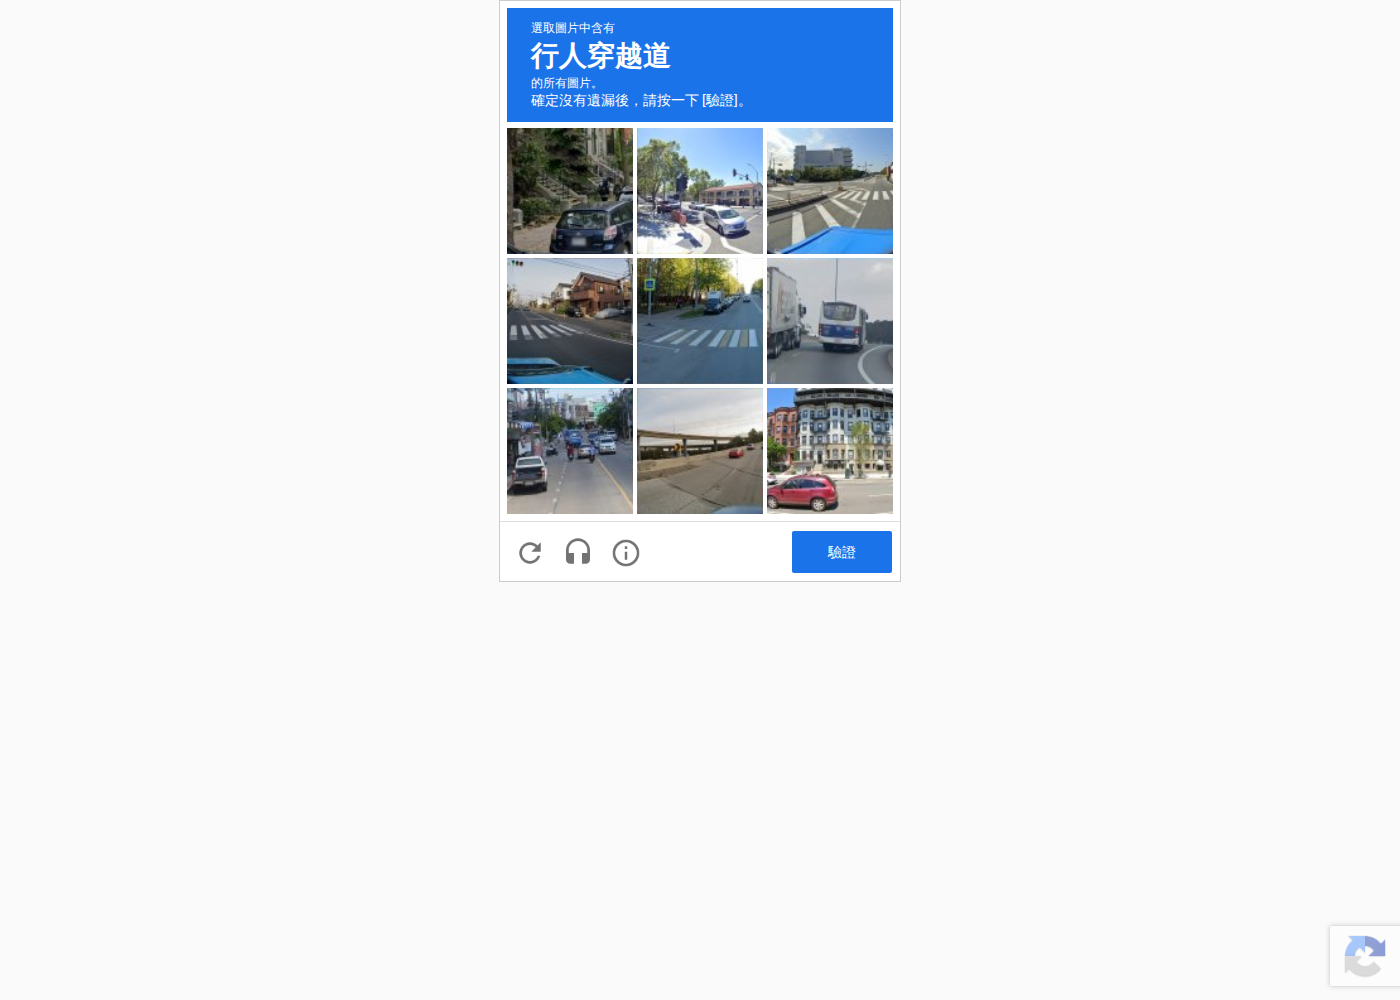 選取圖片中含有
行人穿越道
的所有圖片。
確定沒有遺漏後，請按一下 [驗證]。
驗證